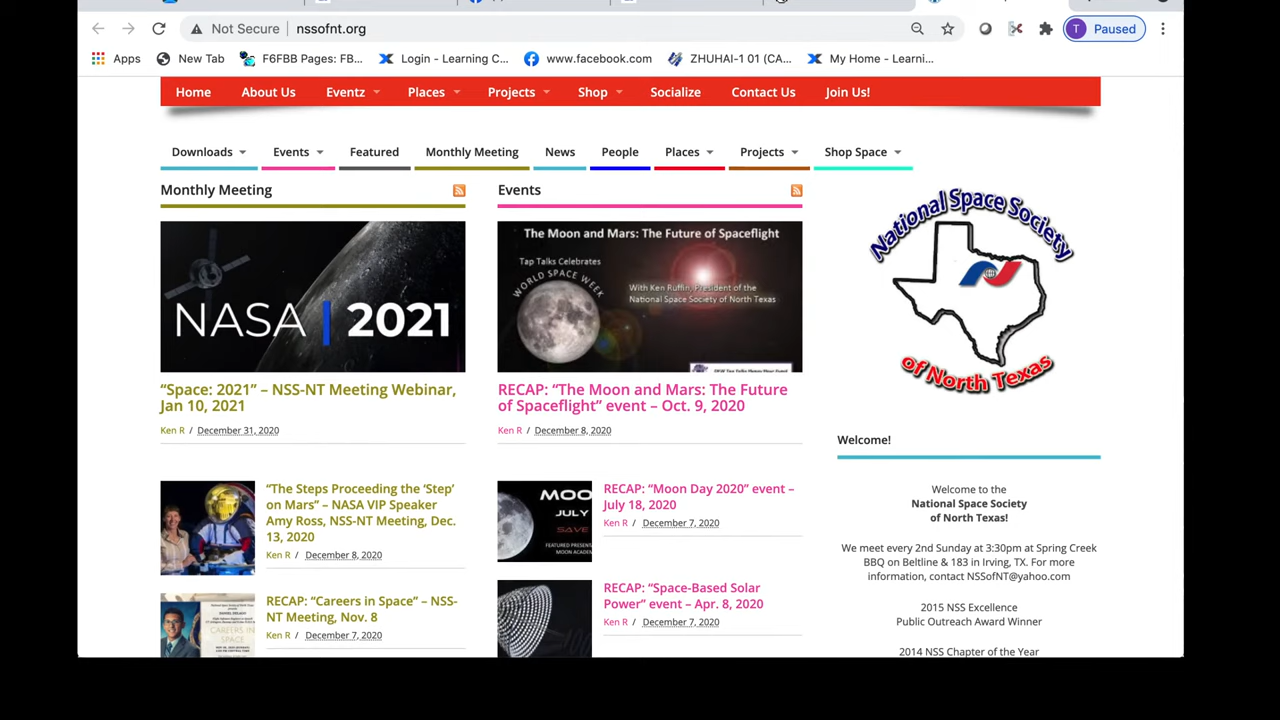 Not Secure
nssofnt.org
T
Paused
Apps
New Tab
F6FBB Pages: FB...
Login - Learning C...
www.facebook.com
ZHUHAI-1 01 (CA...
My Home - Learni...
Home
About Us
Eventz
Places
Projects
Shop
Socialize
Contact Us
Join Us!
Downloads
Events
Featured
Monthly Meeting
News
People
Places
Projects
Shop Space
Monthly Meeting
NASA | 2021
“Space: 2021” – NSS-NT Meeting Webinar,
Jan 10, 2021
Ken R / December 31, 2020
“The Steps Proceeding the ‘Step’
on Mars” – NASA VIP Speaker
Amy Ross, NSS-NT Meeting, Dec.
13, 2020
Ken R / December 8, 2020
CAREERS IN
SPACE
RECAP: “Careers in Space” – NSS-
NT Meeting, Nov. 8
Ken R / December 7, 2020
Events
The Moon and Mars: The Future of Spaceflight
Tap Talks Celebrates
WORLD SPACE WEEK
With Ken Ruffin, President of the
National Space Society of North Texas
RECAP: “The Moon and Mars: The Future
of Spaceflight” event – Oct. 9, 2020
Ken R / December 8, 2020
MOO
JULY
SAVE
FEATURED PRESENT
MOON ACADEM
RECAP: “Moon Day 2020” event –
July 18, 2020
Ken R / December 7, 2020
RECAP: “Space-Based Solar
Power” event – Apr. 8, 2020
Ken R / December 7, 2020
National Space Society
of North Texas
Welcome!
Welcome to the
National Space Society
of North Texas!
We meet every 2nd Sunday at 3:30pm at Spring Creek
BBQ on Beltline & 183 in Irving, TX. For more
information, contact NSSofNT@yahoo.com
2015 NSS Excellence
Public Outreach Award Winner
2014 NSS Chapter of the Year